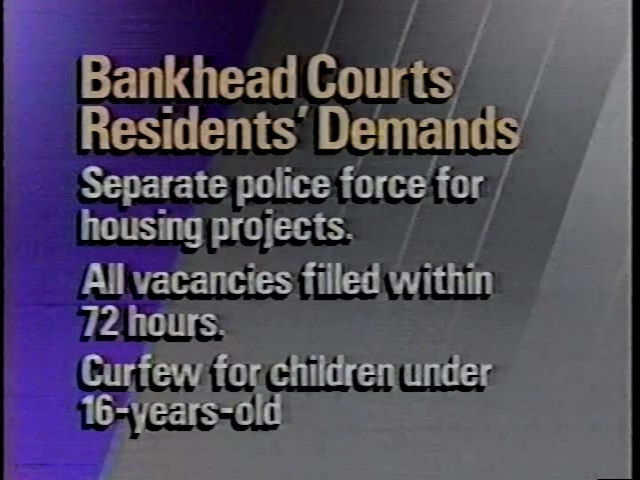 Bankhead Courts
Residents' Demands
Separate police force for
housing projects.
All vacancies filled within
72 hours.
Curfew for children under
16-years-old